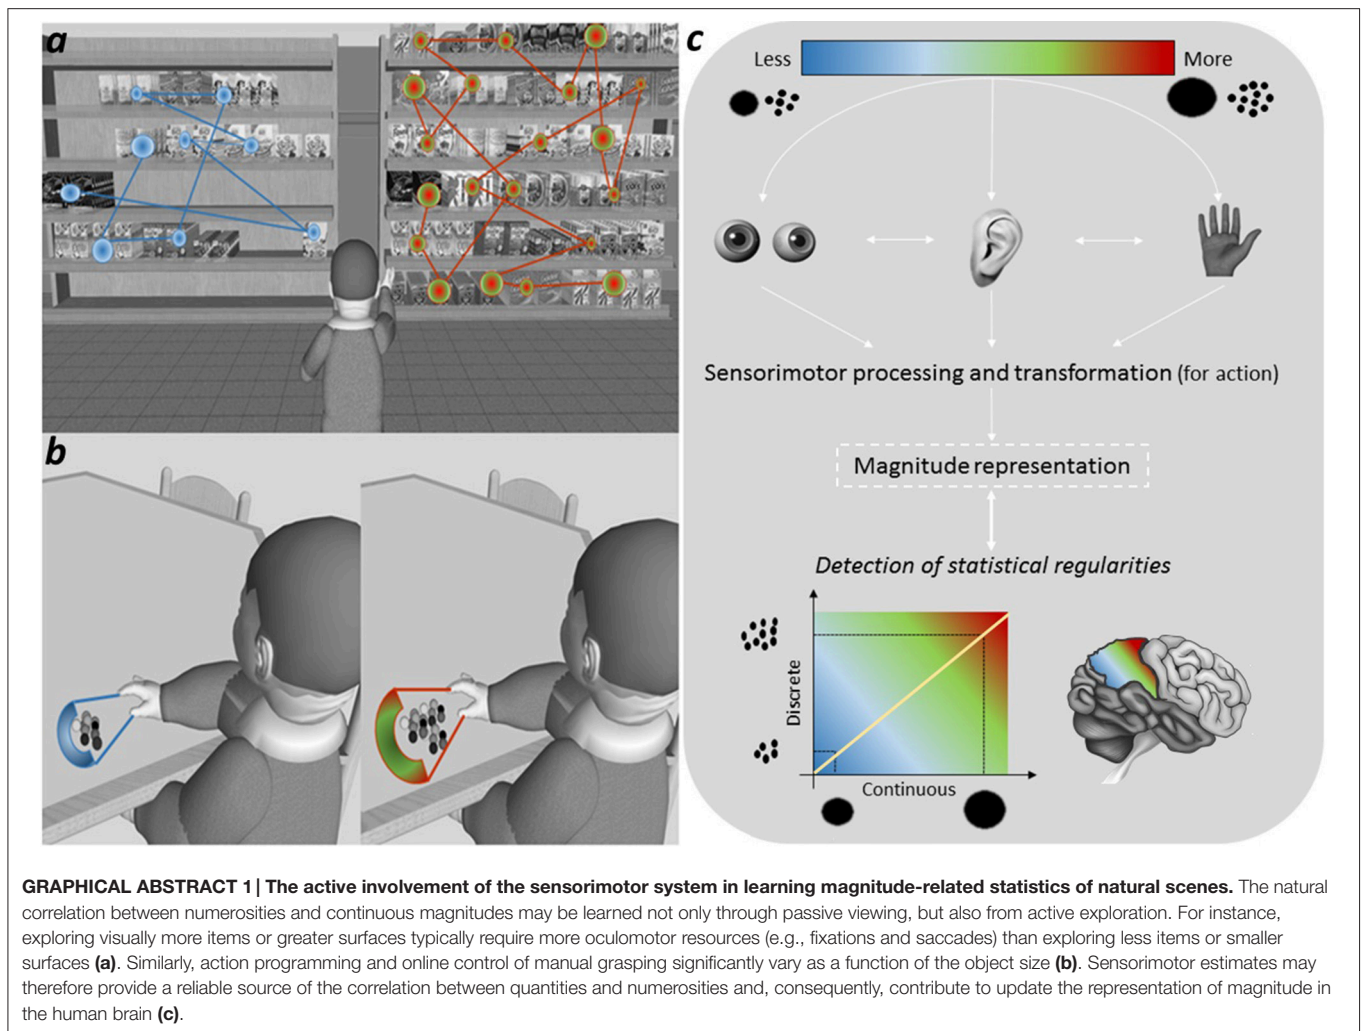 a
b
c
Less
More
Sensorimotor processing and transformation (for action)
Magnitude representation
Detection of statistical regularities
Discrete
Continuous
GRAPHICAL ABSTRACT 1 | The active involvement of the sensorimotor system in learning magnitude-related statistics of natural scenes. The natural
correlation between numerosities and continuous magnitudes may be learned not only through passive viewing, but also from active exploration. For instance,
exploring visually more items or greater surfaces typically require more oculomotor resources (e.g., fixations and saccades) than exploring less items or smaller
surfaces (a). Similarly, action programming and online control of manual grasping significantly vary as a function of the object size (b). Sensorimotor estimates may
therefore provide a reliable source of the correlation between quantities and numerosities and, consequently, contribute to update the representation of magnitude in
the human brain (c).